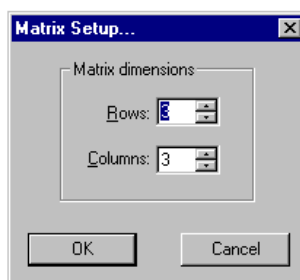 Matrix Setup...
Matrix dimensions
Rows: 3
Columns: 3
OK Cancel